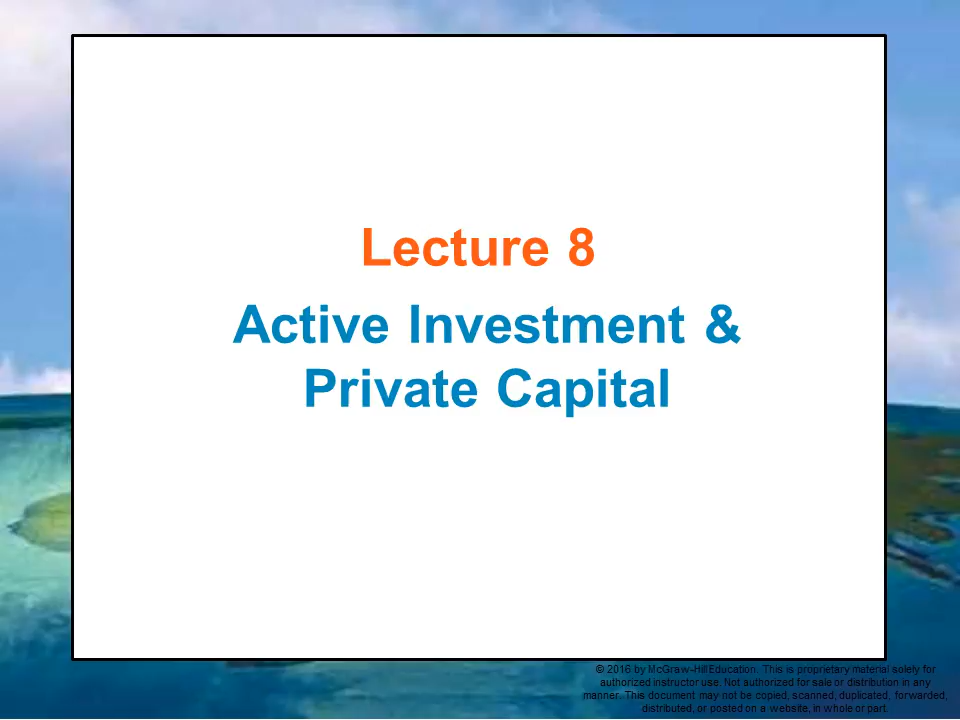 Lecture 8
Active Investment &
Private Capital
© 2016 by McGraw-Hill Education. This is proprietary material solely for
authorized instructor use. Not authorized for sale or distribution in any
manner. This document may not be copied, scanned, duplicated, forwarded,
distributed, or posted on a website, in whole or part.